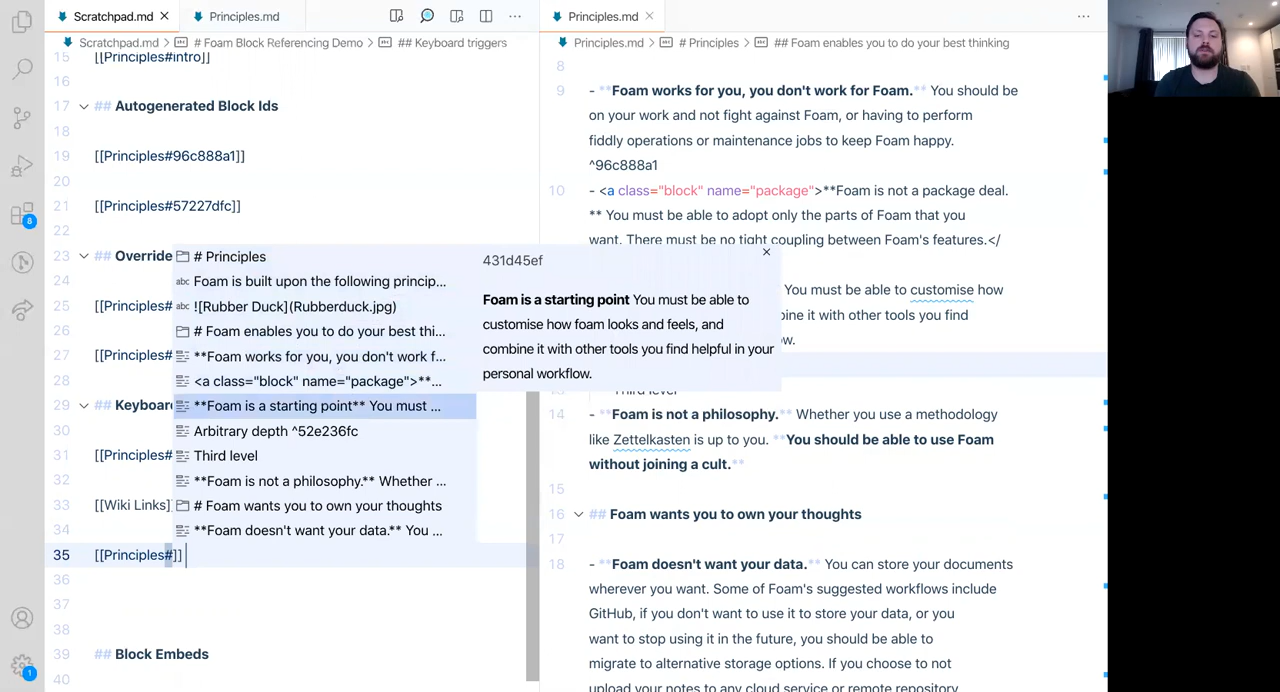 Scratchpad.md
Principles.md
Scratchpad.md > # Foam Block Referencing Demo > ## Keyboard triggers
15 [[Principles#intro]]
16
17 ## Autogenerated Block Ids
18
19 [[Principles#96c888a1]]
20
21 [[Principles#57227dfc]]
22
23 ## Override
24
25 [[Principles#
26
27 [[Principles#
28
29 ## Keyboar
30
31 [[Principles#
32
33 [[Wiki Links]
34
35 [[Principles#]]
36
37
38
39 ## Block Embeds
40
# Principles
abc Foam is built upon the following princip...
abc ![Rubber Duck](Rubberduck.jpg)
# Foam enables you to do your best thi...
**Foam works for you, you don't work f...
<a class="block" name="package">**...
**Foam is a starting point** You must ...
Arbitrary depth ^52e236fc
Third level
**Foam is not a philosophy.** Whether ...
# Foam wants you to own your thoughts
**Foam doesn't want your data.** You ...
431d45ef
Foam is a starting point You must be able to
customise how foam looks and feels, and
combine it with other tools you find helpful in your
personal workflow.
Principles.md
Principles.md > # Principles > ## Foam enables you to do your best thinking
8
9 - **Foam works for you, you don't work for Foam.** You should be
on your work and not fight against Foam, or having to perform
fiddly operations or maintenance jobs to keep Foam happy.
^96c888a1
10 - <a class="block" name="package">**Foam is not a package deal.
** You must be able to adopt only the parts of Foam that you
want. There must be no tight coupling between Foam's features.</
You must be able to customise how
bine it with other tools you find
ow.
Third level
14 - **Foam is not a philosophy.** Whether you use a methodology
like Zettelkasten is up to you. **You should be able to use Foam
without joining a cult.**
15
16 ## Foam wants you to own your thoughts
17
18 - **Foam doesn't want your data.** You can store your documents
wherever you want. Some of Foam's suggested workflows include
GitHub, if you don't want to use it to store your data, or you
want to stop using it in the future, you should be able to
migrate to alternative storage options. If you choose to not
upload your notes to any cloud service or remote repository
8
1